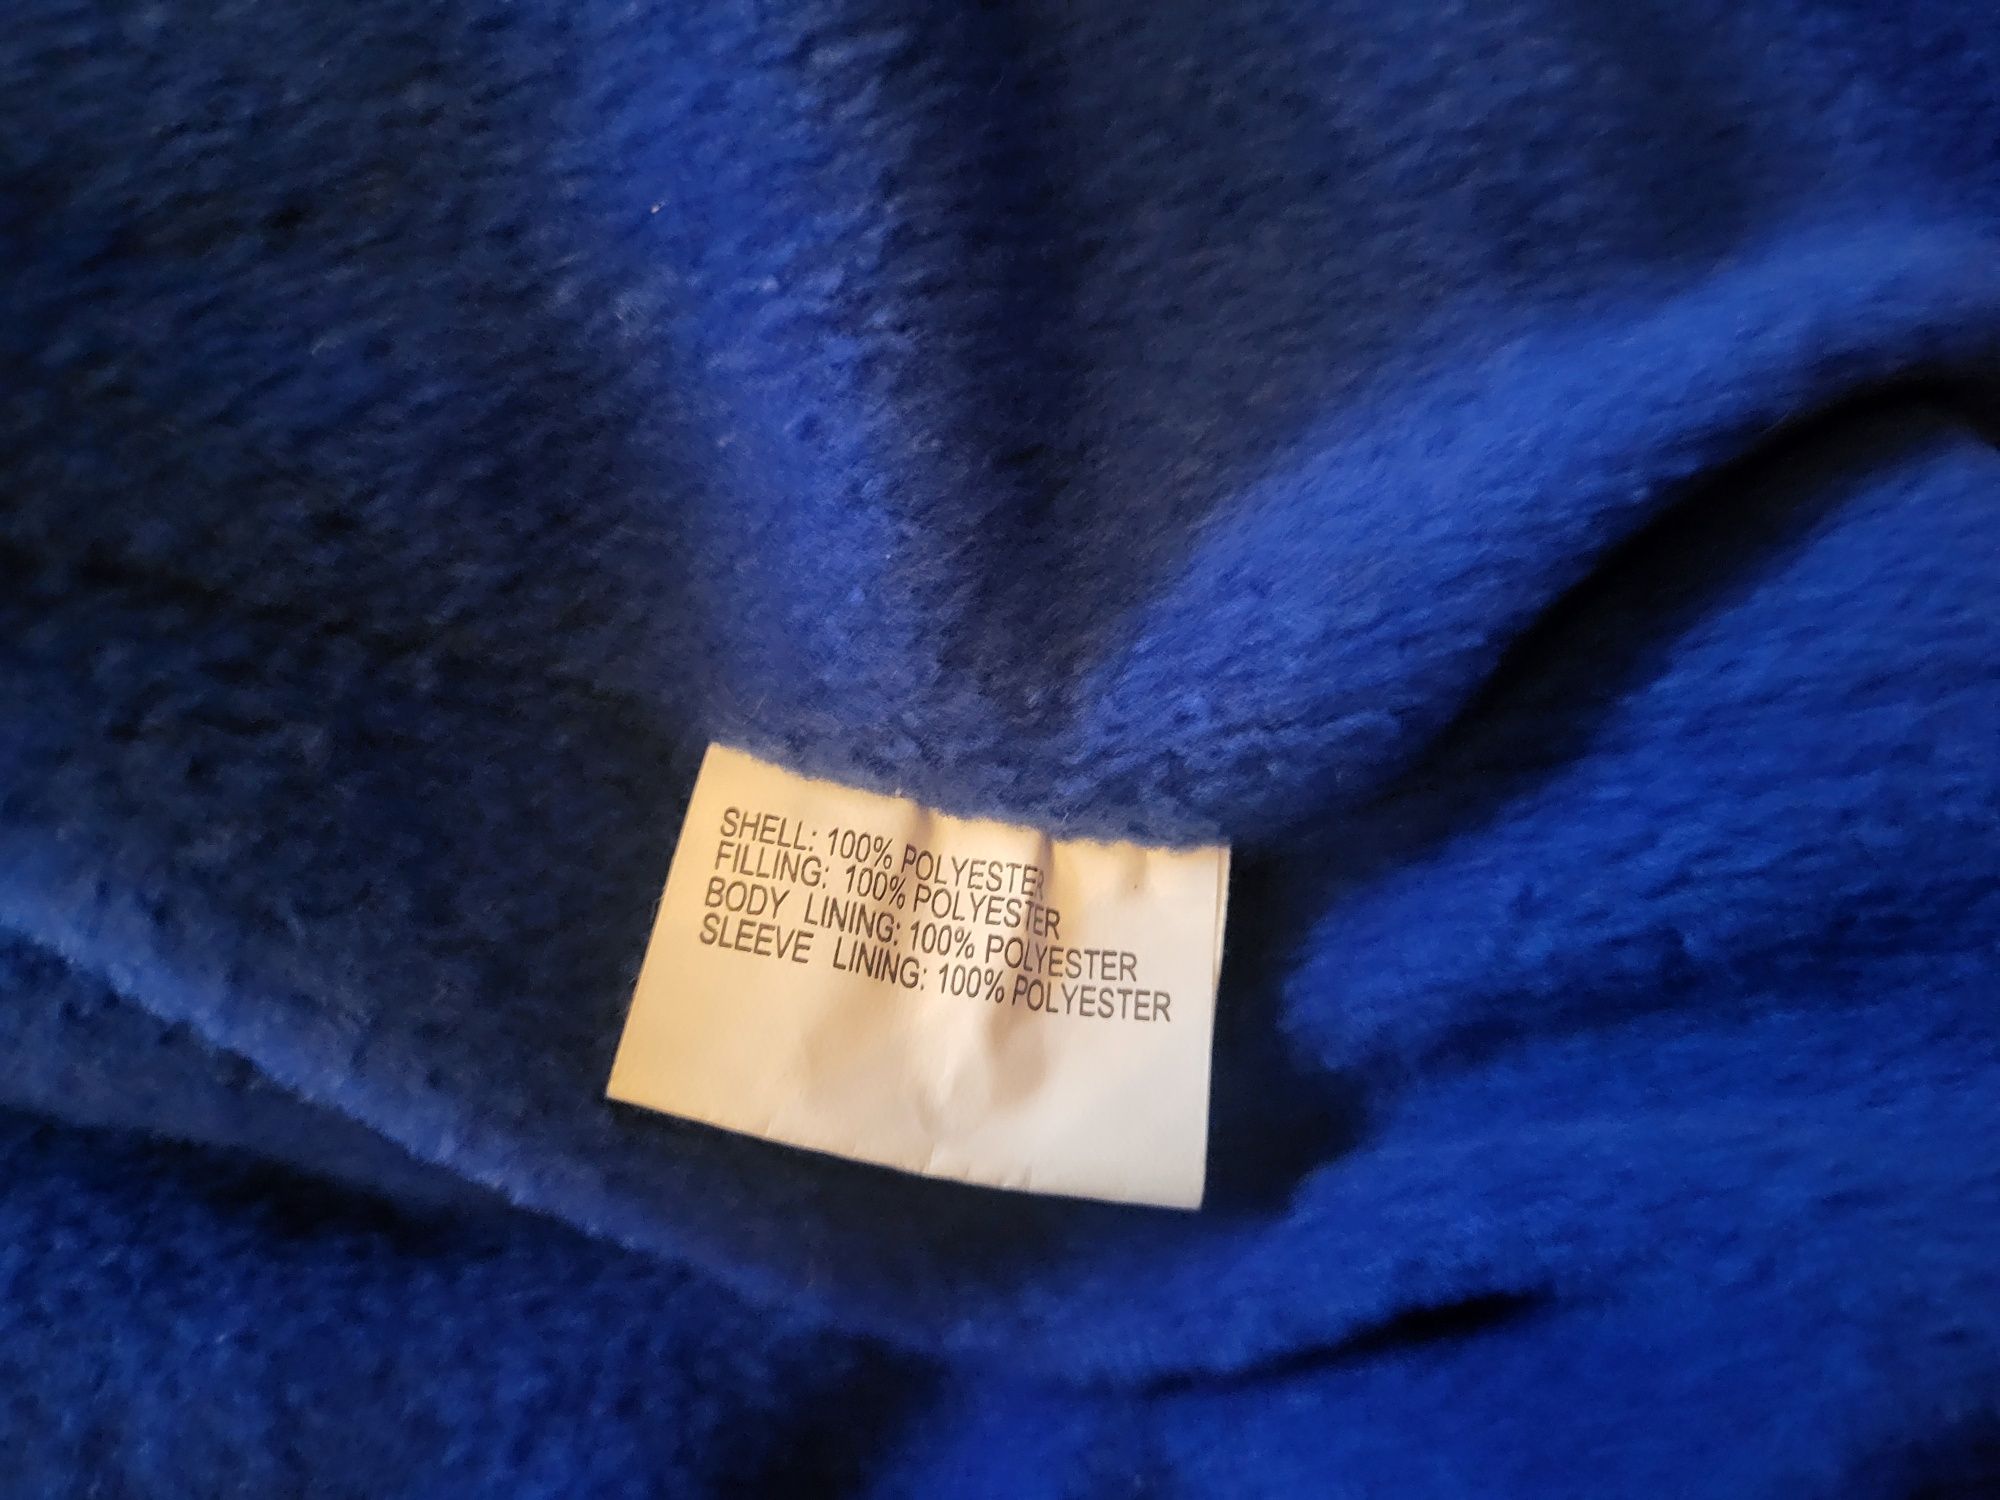 SHELL: 100% POLYESTER
FILLING: 100% POLYESTER
BODY LINING: 100% POLYESTER
SLEEVE LINING: 100% POLYESTER